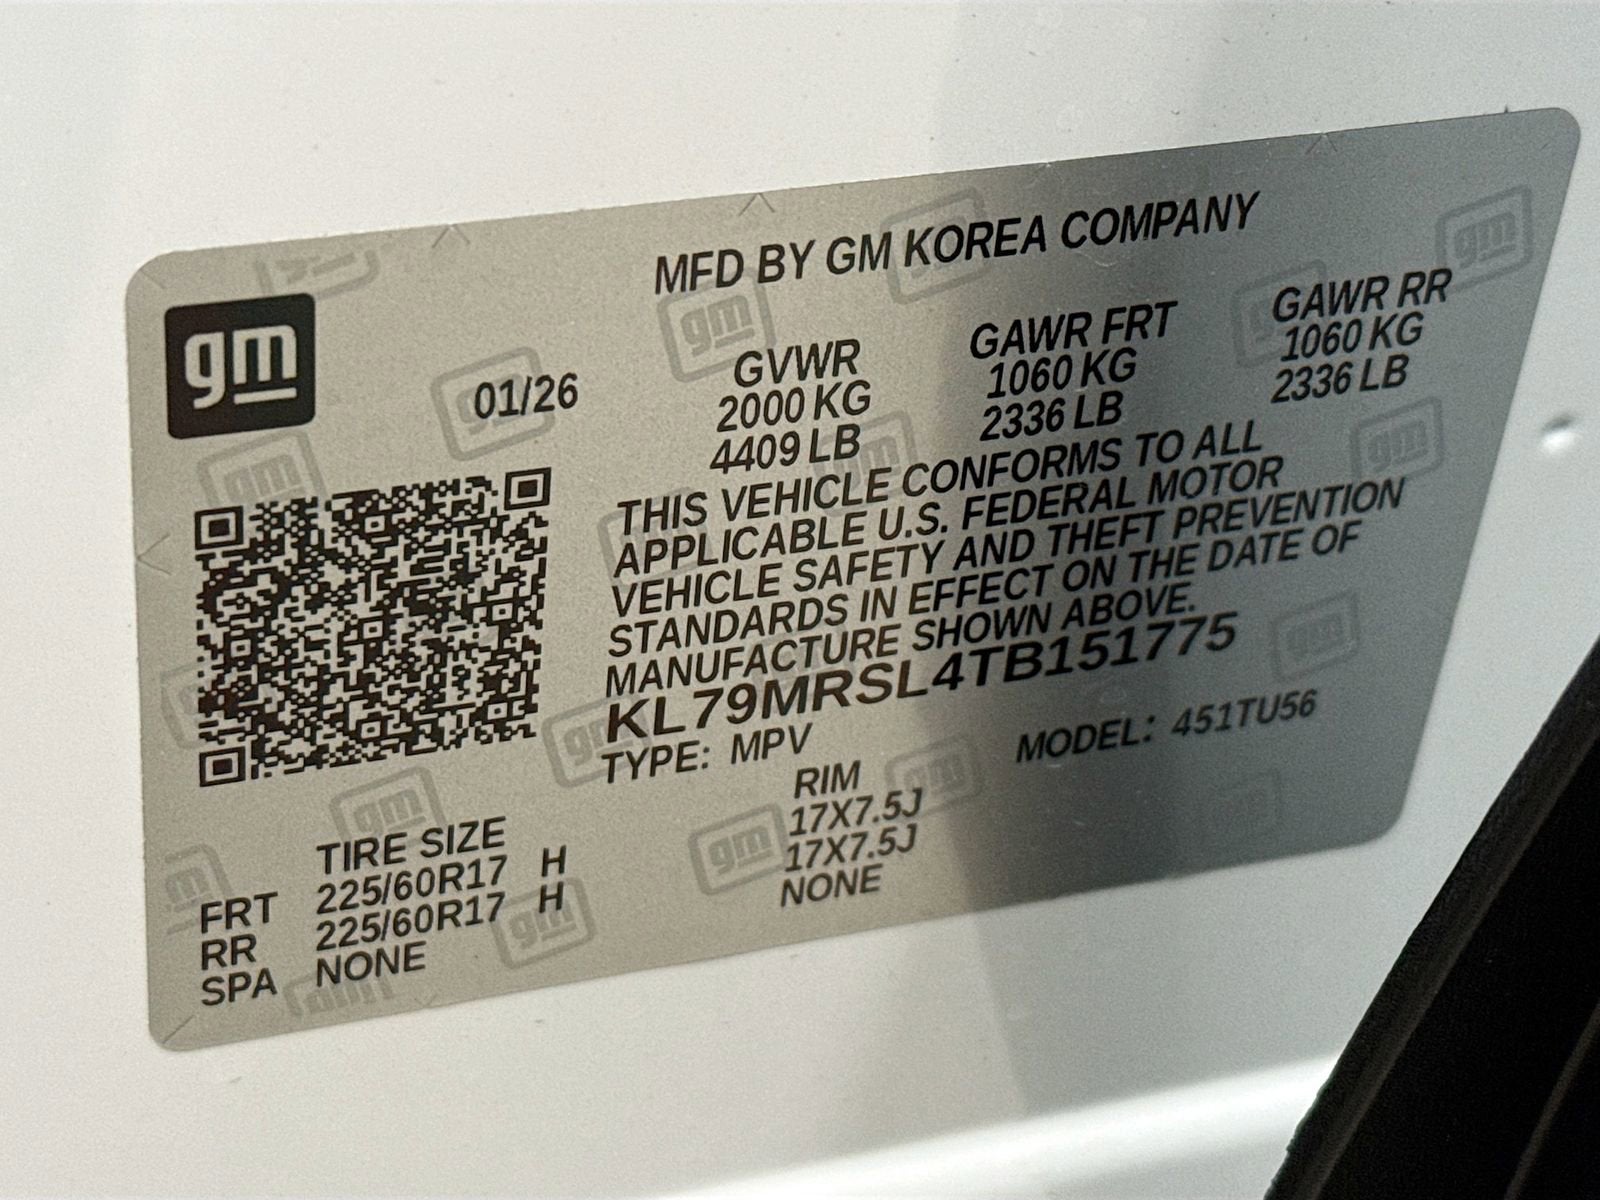 MFD BY GM KOREA COMPANY
gm
01/26
GVWR GAWR FRT GAWR RR
2000 KG 1060 KG 1060 KG
4409 LB 2336 LB 2336 LB
THIS VEHICLE CONFORMS TO ALL
APPLICABLE U.S. FEDERAL MOTOR
VEHICLE SAFETY AND THEFT PREVENTION
STANDARDS IN EFFECT ON THE DATE OF
MANUFACTURE SHOWN ABOVE.
KL79MRSL4TB151775
TYPE: MPV MODEL: 451TU56
TIRE SIZE RIM
FRT 225/60R17 H 17X7.5J
RR 225/60R17 H 17X7.5J
SPA NONE NONE